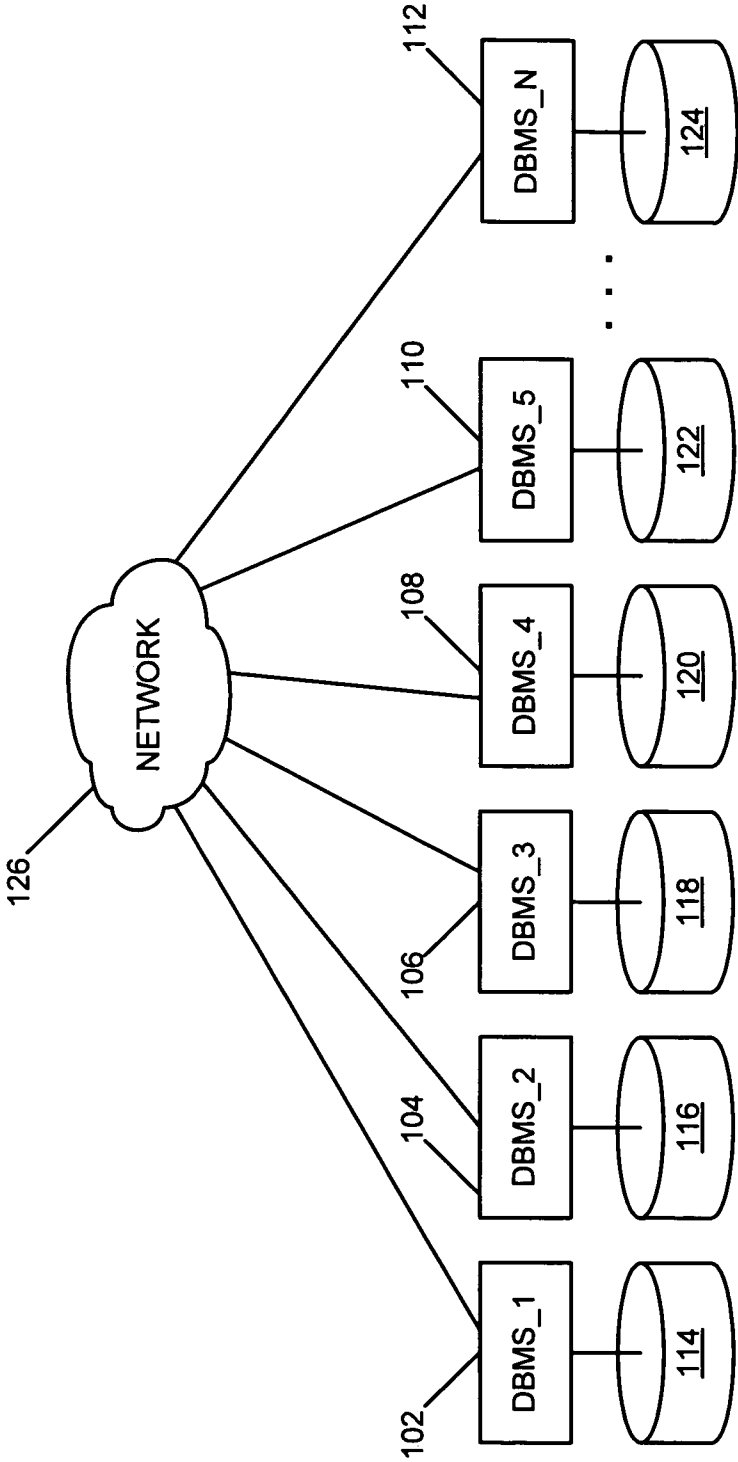 126
NETWORK
102
104
106
108
110
112
DBMS_1
DBMS_2
DBMS_3
DBMS_4
DBMS_5
DBMS_N
. . .
114
116
118
120
122
124